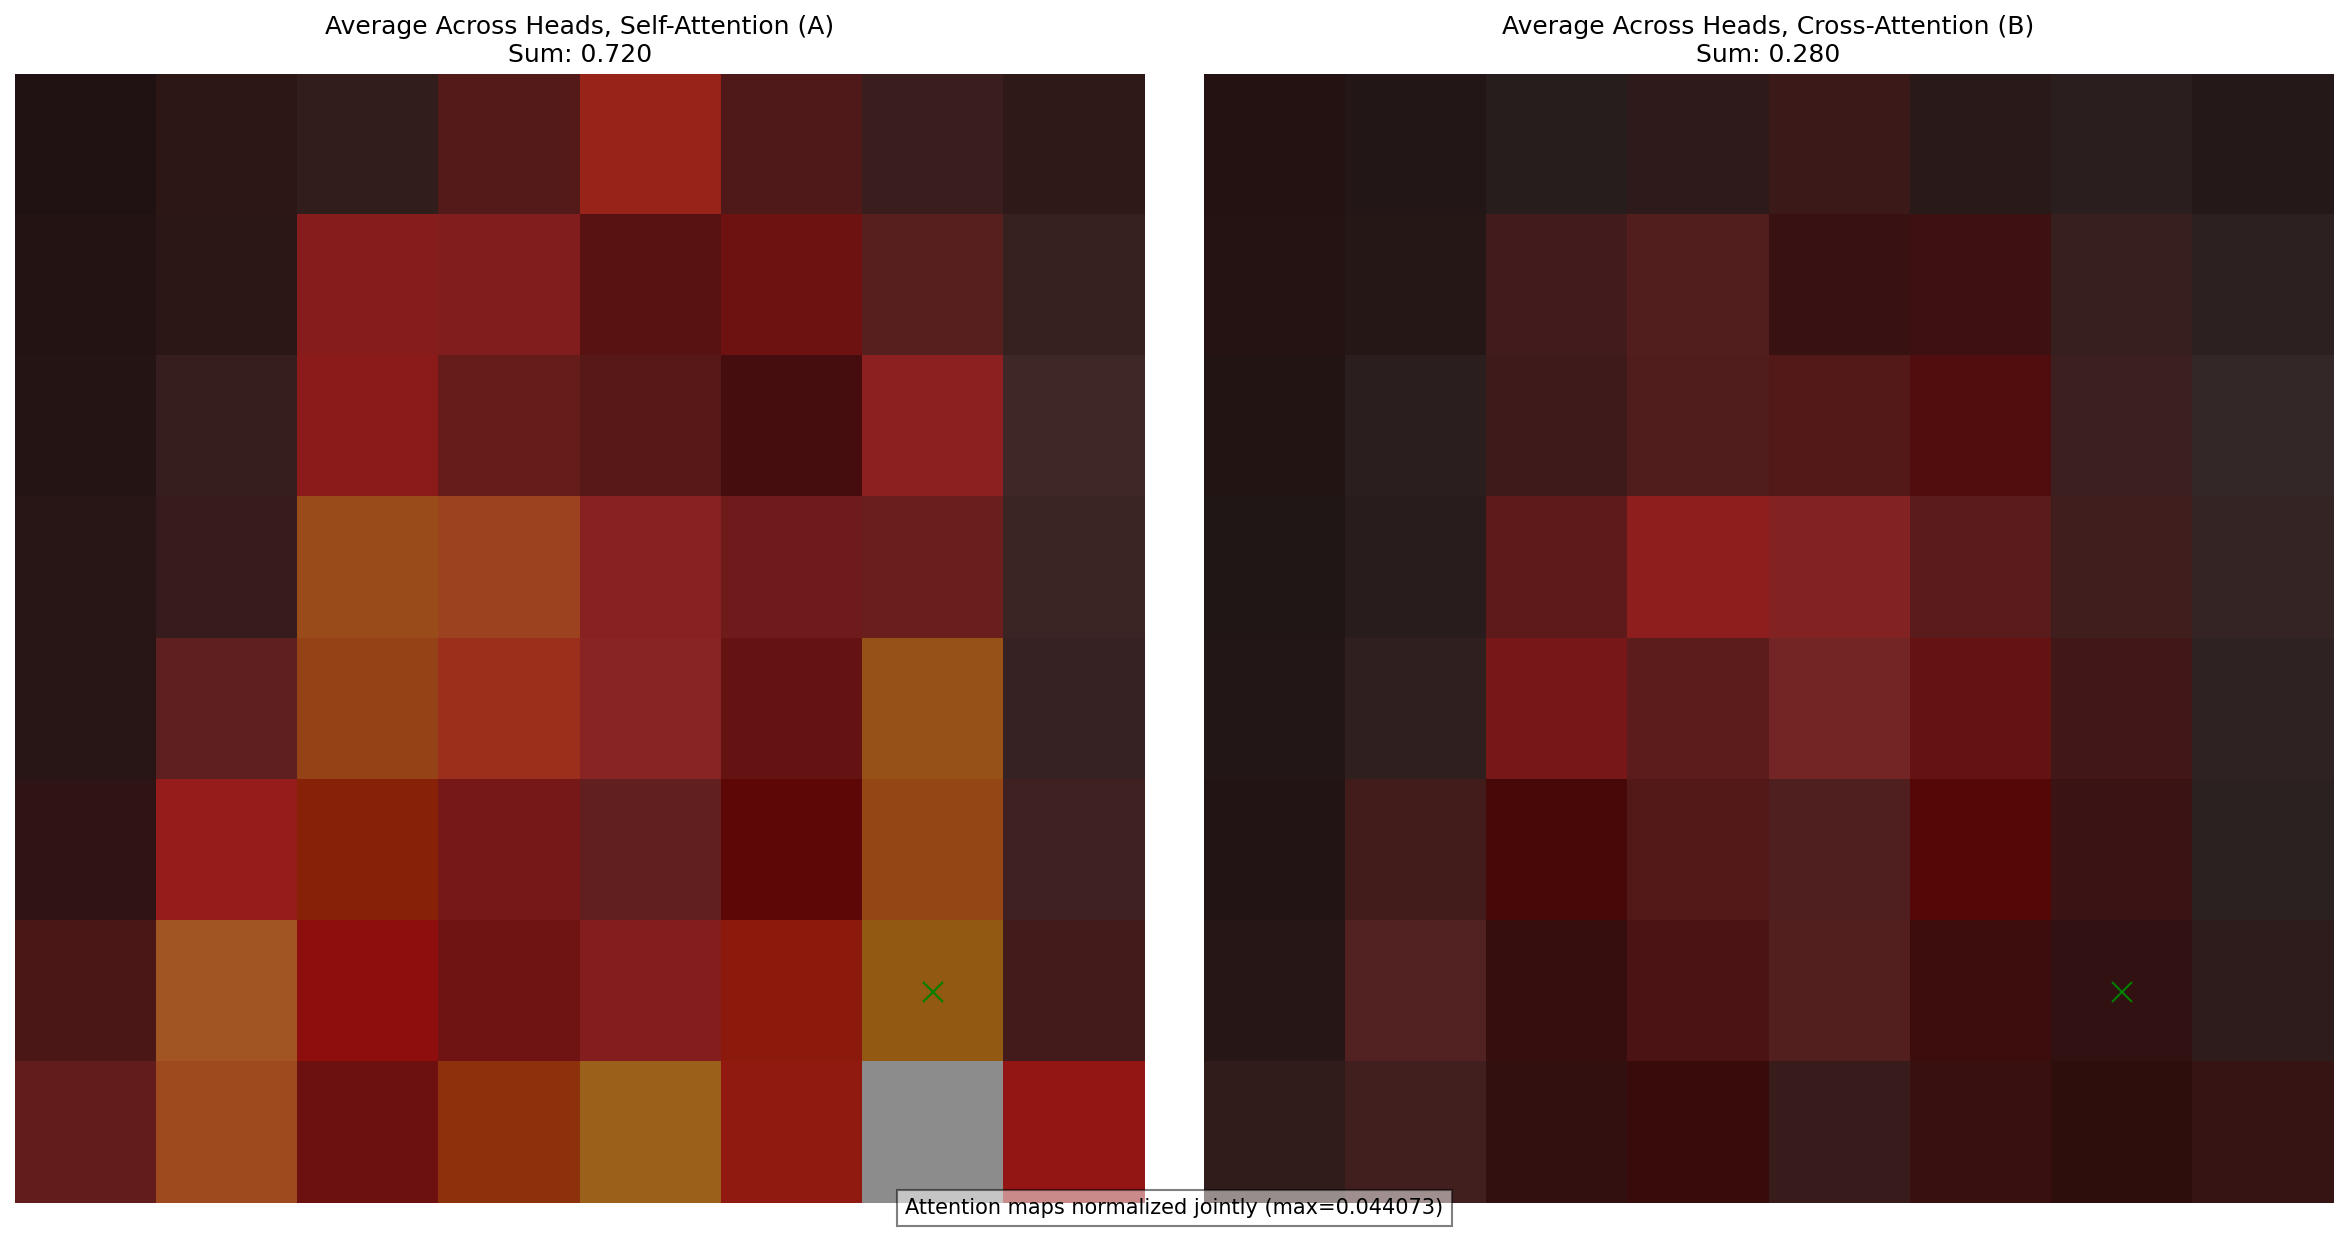 Average Across Heads, Self-Attention (A)
Sum: 0.720
Average Across Heads, Cross-Attention (B)
Sum: 0.280
Attention maps normalized jointly (max=0.044073)